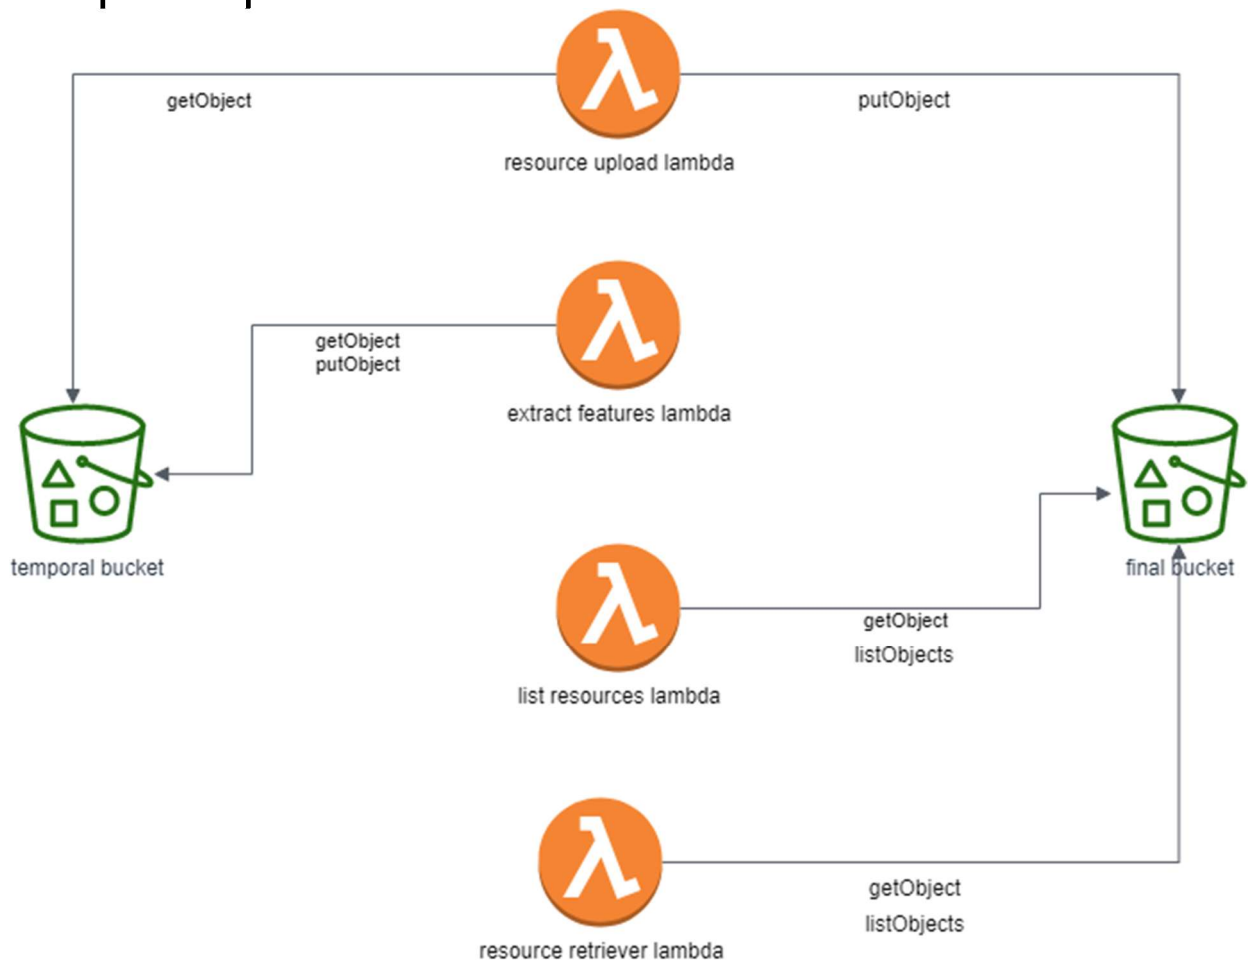 getObject
putObject
resource upload lambda
getObject
putObject
extract features lambda
temporal bucket
final bucket
getObject
listObjects
list resources lambda
getObject
listObjects
resource retriever lambda